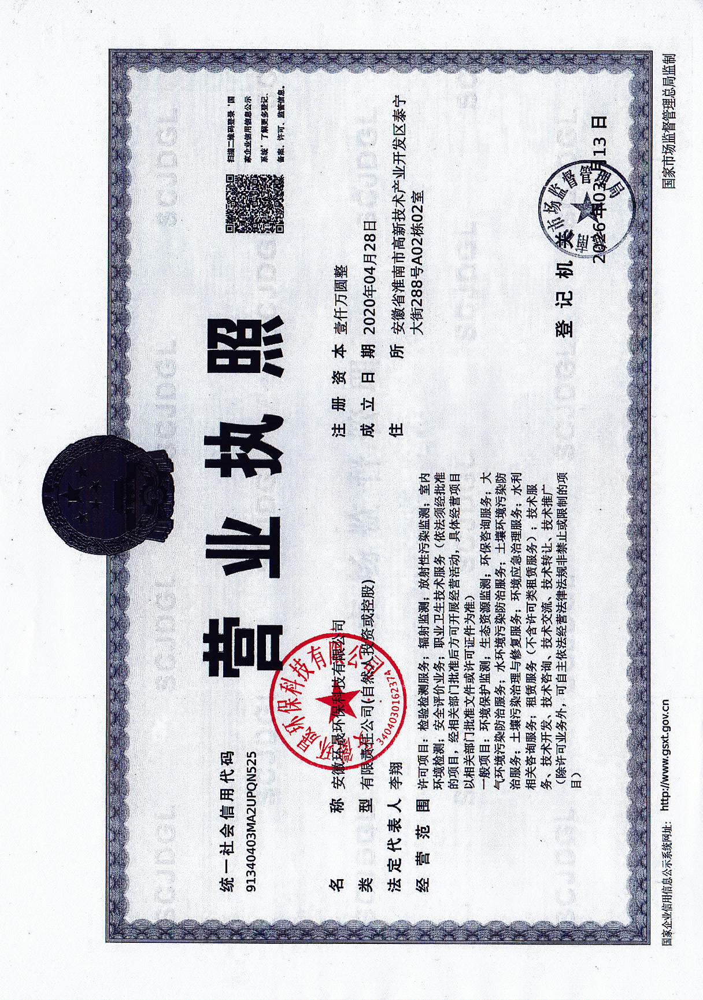 营业执照
统一社会信用代码
91340403MA2UPQN525
扫描二维码登录‘国
家企业信用信息公示
系统’了解更多登记、
备案、许可、监管信息。
名称 安徽环晟环保科技有限公司
类型 有限责任公司(自然人投资或控股)
法定代表人 李翔
经营范围 许可项目：检验检测服务；辐射监测；放射性污染监测；室内
环境检测；安全评价业务；职业卫生技术服务（依法须经批准
的项目，经相关部门批准后方可开展经营活动，具体经营项目
以相关部门批准文件或许可证件为准）
一般项目：环境保护监测；生态资源监测；环保咨询服务；大
气环境污染防治服务；水环境污染防治服务；土壤环境污染防
治服务；土壤污染治理与修复服务；环境应急治理服务；水利
相关咨询服务；租赁服务（不含许可类租赁服务）；技术服
务、技术开发、技术咨询、技术交流、技术转让、技术推广
（除许可业务外，可自主依法经营法律法规非禁止或限制的项
目）
注册资本 壹仟万圆整
成立日期 2020年04月28日
住所 安徽省淮南市高新技术产业开发区泰宁
大街288号A02栋02室
安徽环晟环保科技有限公司
3404030162374
登记机关
市场监督管理局
2026年03月13日
国家企业信用信息公示系统网址： http://www.gsxt.gov.cn
国家市场监督管理总局监制